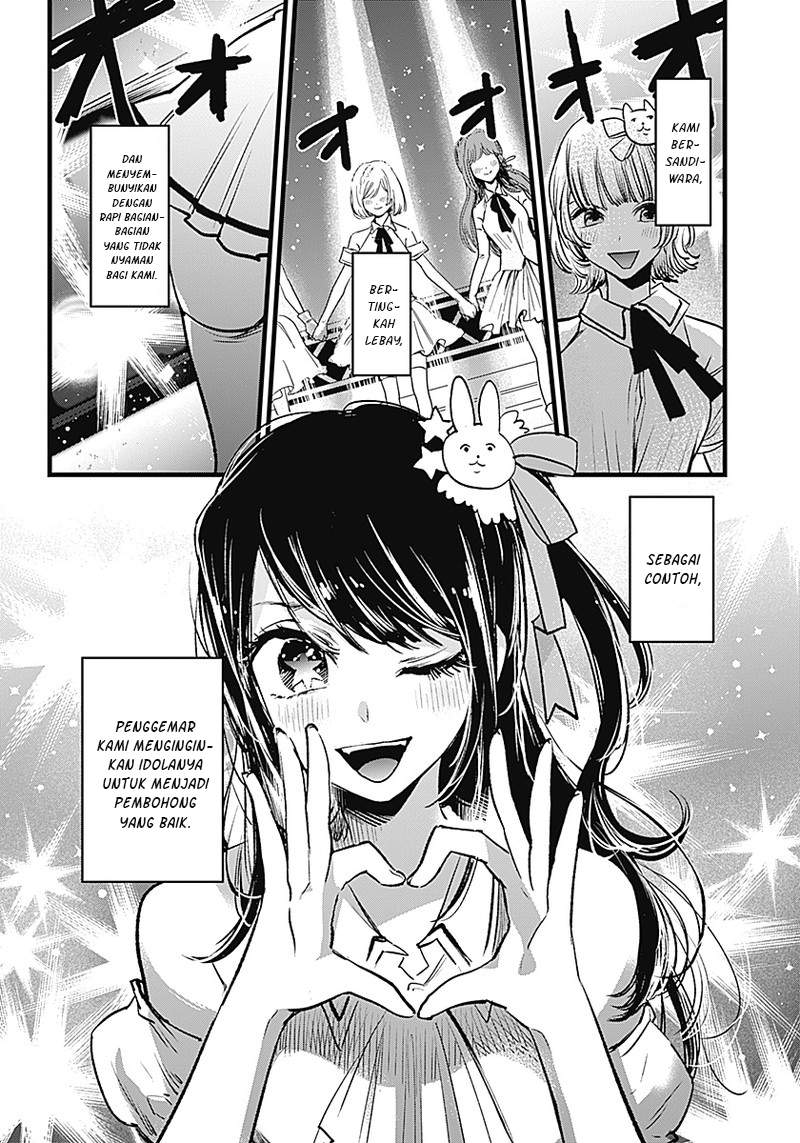 KAMI
BER-
SANDI-
WARA,
オオオオ
BER-
TING-
KAH
LEBAY,
DAN
MENYEM-
BUNYIKAN
DENGAN
RAPI BAGIAN-
BAGIAN
YANG TIDAK
NYAMAN
BAGI KAMI.
SEBAGAI
CONTOH,
PENGGEMAR
KAMI MENGINGIN-
KAN IDOLANYA
UNTUK MENJADI
PEMBOHONG
YANG BAIK.